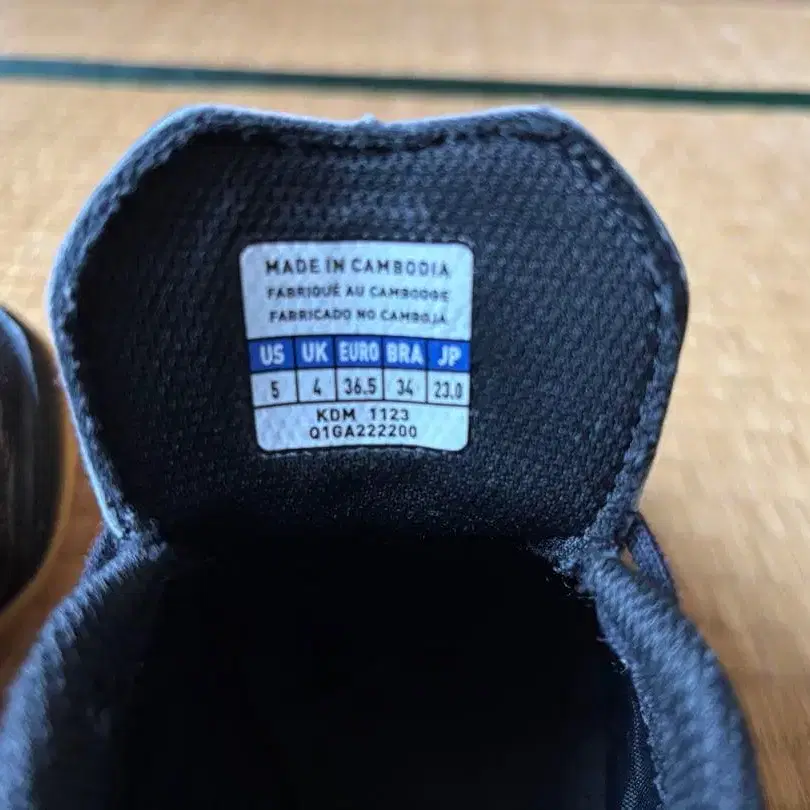 MADE IN CAMBODIA
FABRIQUÉ AU CAMBODGE
FABRICADO NO CAMBOJA
US UK EURO BRA JP
5 4 36.5 34 23.0
KDM 1123
Q1GA222200